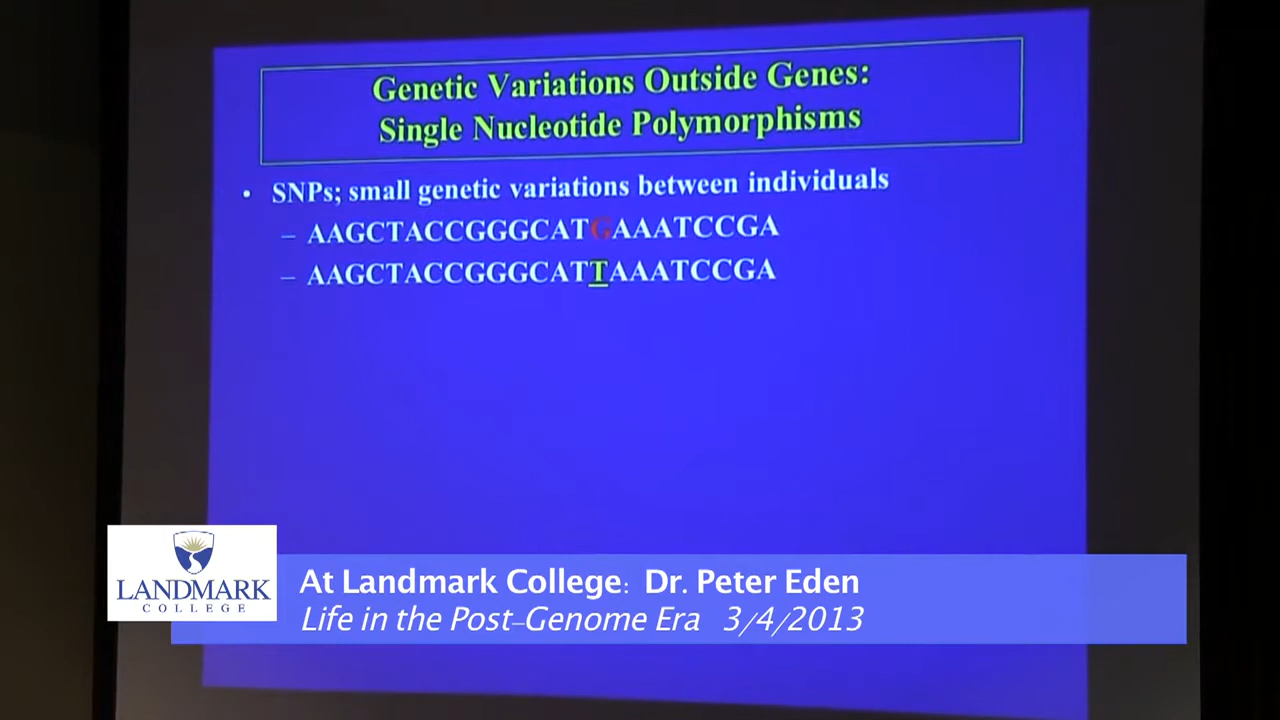 Genetic Variations Outside Genes:
Single Nucleotide Polymorphisms
• SNPs; small genetic variations between individuals
– AAGCTACCGGGCATGAAATCCGA
– AAGCTACCGGGCATTAAATCCGA
LANDMARK
COLLEGE
At Landmark College: Dr. Peter Eden
Life in the Post-Genome Era 3/4/2013